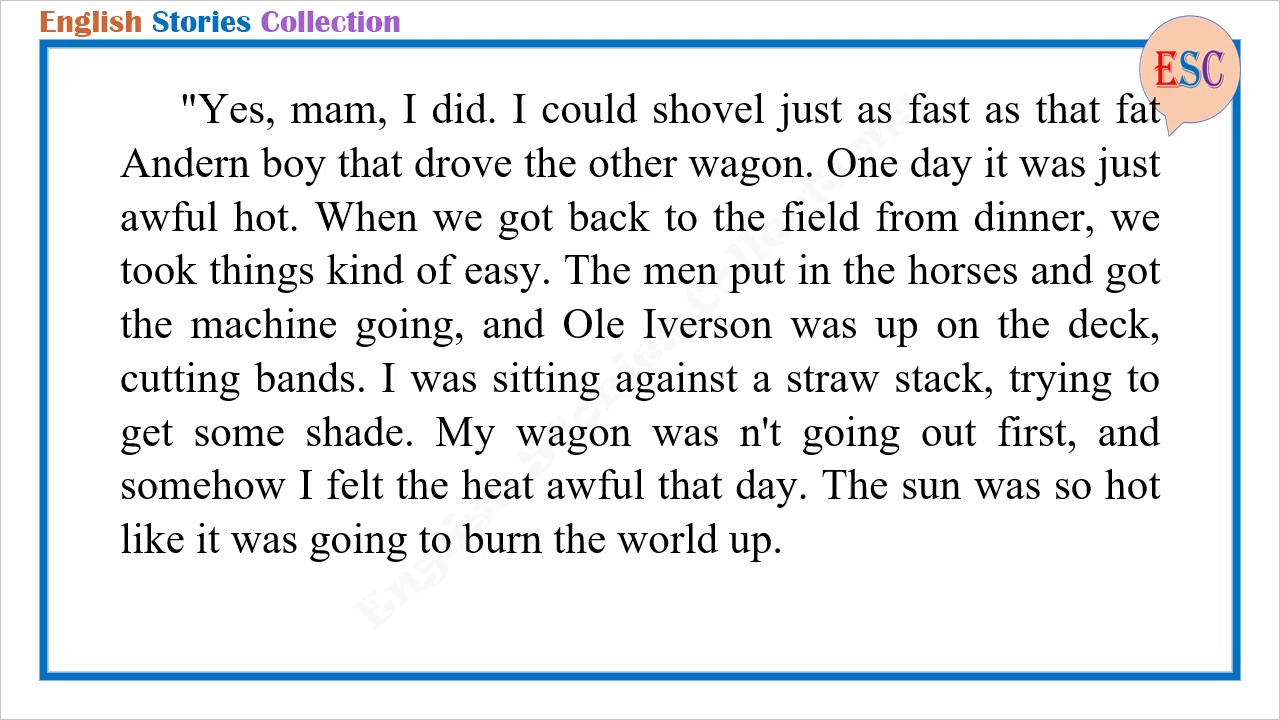 English Stories Collection
ESC
"Yes, mam, I did. I could shovel just as fast as that fat
Andern boy that drove the other wagon. One day it was just
awful hot. When we got back to the field from dinner, we
took things kind of easy. The men put in the horses and got
the machine going, and Ole Iverson was up on the deck,
cutting bands. I was sitting against a straw stack, trying to
get some shade. My wagon was n't going out first, and
somehow I felt the heat awful that day. The sun was so hot
like it was going to burn the world up.
English Stories Collection